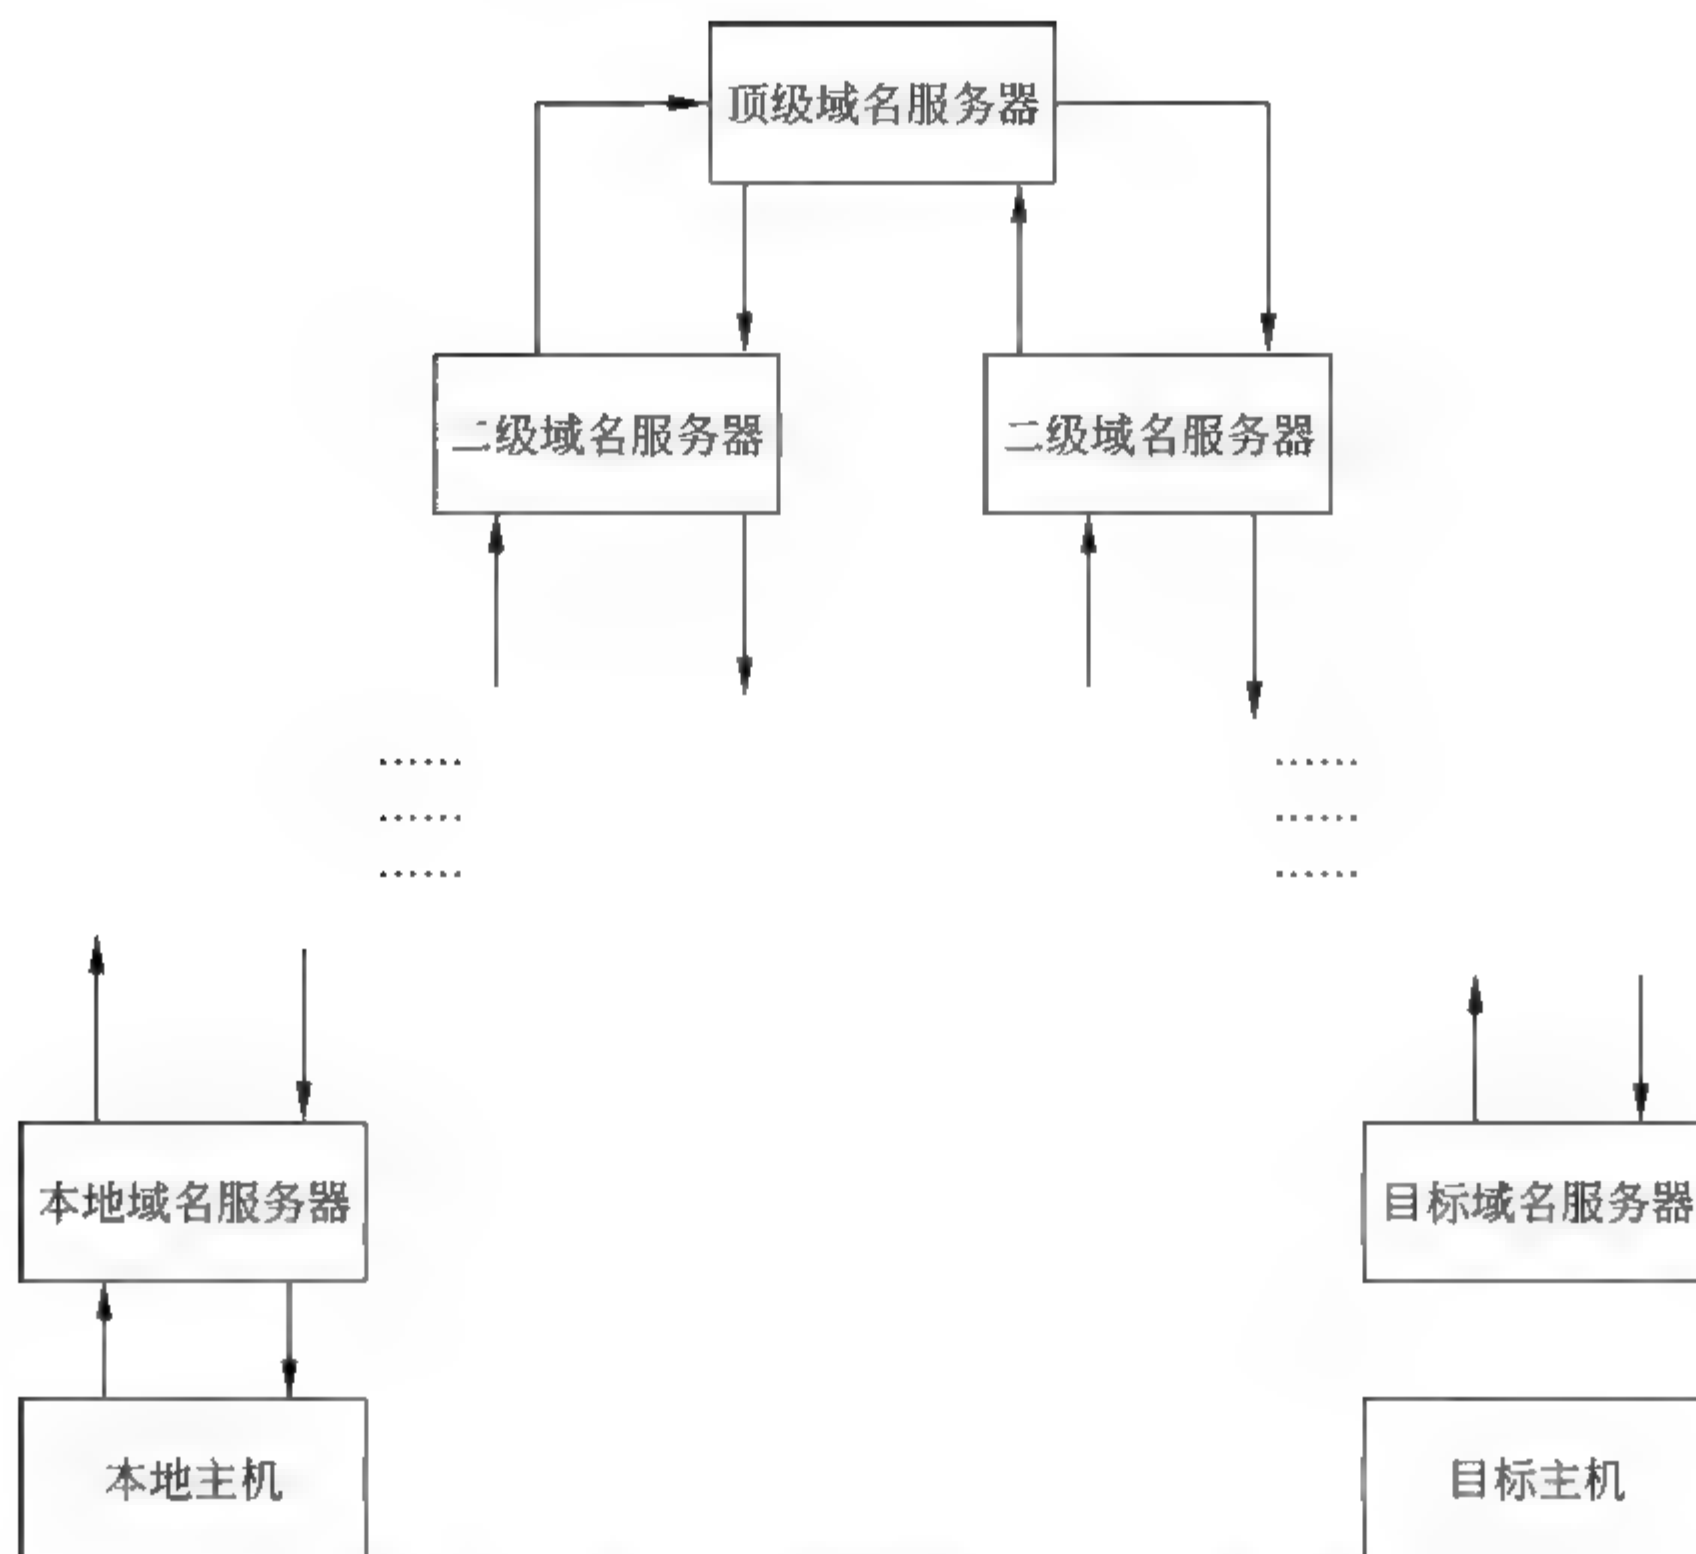 顶级域名服务器
二级域名服务器
二级域名服务器
……
……
……
……
……
……
本地域名服务器
目标域名服务器
本地主机
目标主机